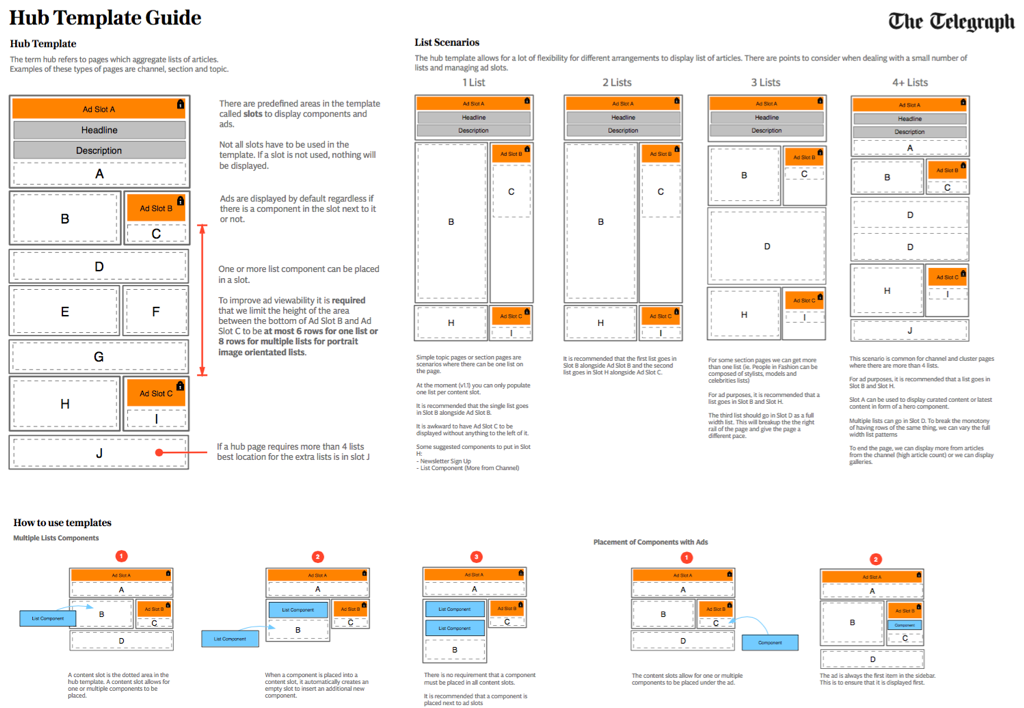 Hub Template Guide
The Telegraph
Hub Template
The term hub refers to pages which aggregate lists of articles.
Examples of these types of pages are channel, section and topic.
Ad Slot A
Headline
Description
A
B
Ad Slot B
C
D
E
F
G
H
Ad Slot C
I
J
There are predefined areas in the template
called slots to display components and
ads.
Not all slots have to be used in the
template. If a slot is not used, nothing will
be displayed.
Ads are displayed by default regardless if
there is a component in the slot next to it
or not.
One or more list component can be placed
in a slot.
To improve ad viewability it is required
that we limit the height of the area
between the bottom of Ad Slot B and Ad
Slot C to be at most 6 rows for one list or
8 rows for multiple lists for portrait
image orientated lists.
If a hub page requires more than 4 lists
best location for the extra lists is in slot J
List Scenarios
The hub template allows for a lot of flexibility for different arrangements to display list of articles. There are points to consider when dealing with a small number of
lists and managing ad slots.
1 List
Ad Slot A
Headline
Description
B
Ad Slot B
C
H
Ad Slot C
I
Simple topic pages or section pages are
scenarios where there can be one list on
the page.
At the moment (v1.1) you can only populate
one list per content slot.
It is recommended that the single list goes
in Slot B alongside Ad Slot B.
It is awkward to have Ad Slot C to be
displayed without anything to the left of it.
Some suggested components to put in Slot
H:
- Newsletter Sign Up
- List Component (More from Channel)
2 Lists
Ad Slot A
Headline
Description
B
Ad Slot B
C
H
Ad Slot C
I
It is recommended that the first list goes in
Slot B alongside Ad Slot B and the second
list goes in Slot H alongside Ad Slot C.
3 Lists
Ad Slot A
Headline
Description
B
Ad Slot B
C
D
H
Ad Slot C
I
For some section pages we can get more
than one list (ie. People in Fashion can be
composed of stylists, models and
celebrities lists)
For ad purposes, it is recommended that a
list goes in Slot B and Slot H.
The third list should go in Slot D as a full
width list. This will breakup the the right
rail of the page and give the page a
different pace.
4+ Lists
Ad Slot A
Headline
Description
A
B
Ad Slot B
C
D
D
H
Ad Slot C
I
J
This scenario is common for channel and cluster pages
where there are more than 4 lists.
For ad purposes, it is recommended that a list goes in
Slot B and Slot H.
Slot A can be used to display curated content or latest
content in form of a hero component.
Multiple lists can go in Slot D. To break the monotony
of having rows of the same thing, we can vary the full
width list patterns
To end the page, we can display more from articles
from the channel (high article count) or we can display
galleries.
How to use templates
Multiple Lists Components
1
Ad Slot A
A
List Component
B
Ad Slot B
C
D
A content slot is the dotted area in the
hub template. A content slot allows for
one or multiple components to be
placed.
2
Ad Slot A
A
List Component
Ad Slot B
C
B
List Component
When a component is placed into a
content slot, it automatically creates an
empty slot to insert an additional new
component.
3
Ad Slot A
A
List Component
Ad Slot B
List Component
C
B
There is no requirement that a component
must be placed in all content slots.
It is recommended that a component is
placed next to ad slots
Placement of Components with Ads
1
Ad Slot A
A
B
Ad Slot B
C
D
Component
The content slots allow for one or multiple
components to be placed under the ad.
2
Ad Slot A
A
B
Ad Slot B
Component
C
D
The ad is always the first item in the sidebar.
This is to ensure that it is displayed first.